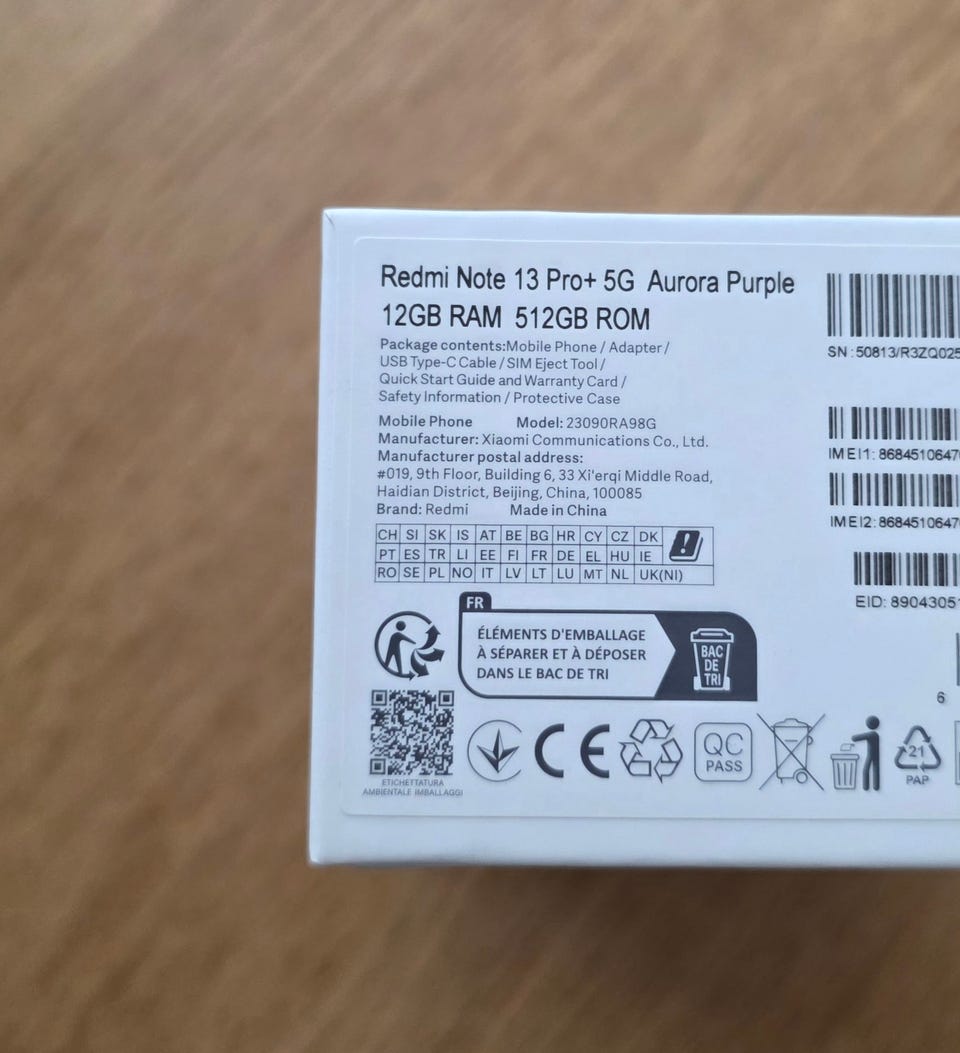 Redmi Note 13 Pro+ 5G Aurora Purple
12GB RAM 512GB ROM
Package contents:Mobile Phone / Adapter /
USB Type-C Cable / SIM Eject Tool /
Quick Start Guide and Warranty Card /
Safety Information / Protective Case
Mobile Phone Model: 23090RA98G
Manufacturer: Xiaomi Communications Co., Ltd.
Manufacturer postal address:
#019, 9th Floor, Building 6, 33 Xi'erqi Middle Road,
Haidian District, Beijing, China, 100085
Brand: Redmi Made in China
CH SI SK IS AT BE BG HR CY CZ DK
PT ES TR LI EE FI FR DE EL HU IE
RO SE PL NO IT LV LT LU MT NL UK(NI)
SN : 50813/R3ZQ025
IMEI1: 8684510647
IMEI2: 8684510647
EID: 8904305
6
FR
ÉLÉMENTS D'EMBALLAGE
À SÉPARER ET À DÉPOSER
DANS LE BAC DE TRI
BAC
DE
TRI
ETICHETTATURA
AMBIENTALE IMBALLAGGI
CE
QC
PASS
21
PAP